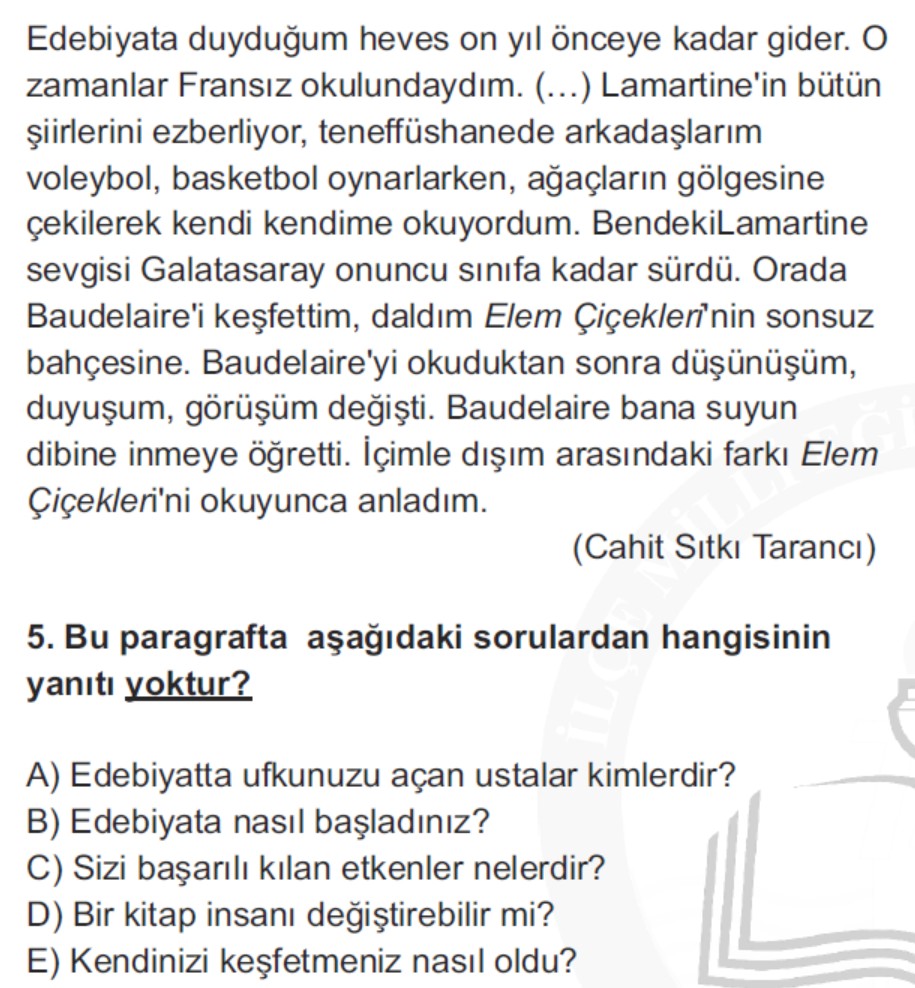 Edebiyata duyduğum heves on yıl önceye kadar gider. O
zamanlar Fransız okulundaydım. (...) Lamartine'in bütün
şiirlerini ezberliyor, teneffüshanede arkadaşlarım
voleybol, basketbol oynarlarken, ağaçların gölgesine
çekilerek kendi kendime okuyordum. BendekiLamartine
sevgisi Galatasaray onuncu sınıfa kadar sürdü. Orada
Baudelaire'i keşfettim, daldım Elem Çiçekleri'nin sonsuz
bahçesine. Baudelaire'yi okuduktan sonra düşünüşüm,
duyuşum, görüşüm değişti. Baudelaire bana suyun
dibine inmeye öğretti. İçimle dışım arasındaki farkı Elem
Çiçekleri'ni okuyunca anladım.
(Cahit Sıtkı Tarancı)
5. Bu paragrafta aşağıdaki sorulardan hangisinin
yanıtı yoktur?
A) Edebiyatta ufkunuzu açan ustalar kimlerdir?
B) Edebiyata nasıl başladınız?
C) Sizi başarılı kılan etkenler nelerdir?
D) Bir kitap insanı değiştirebilir mi?
E) Kendinizi keşfetmeniz nasıl oldu?
İLÇE MİLLİ